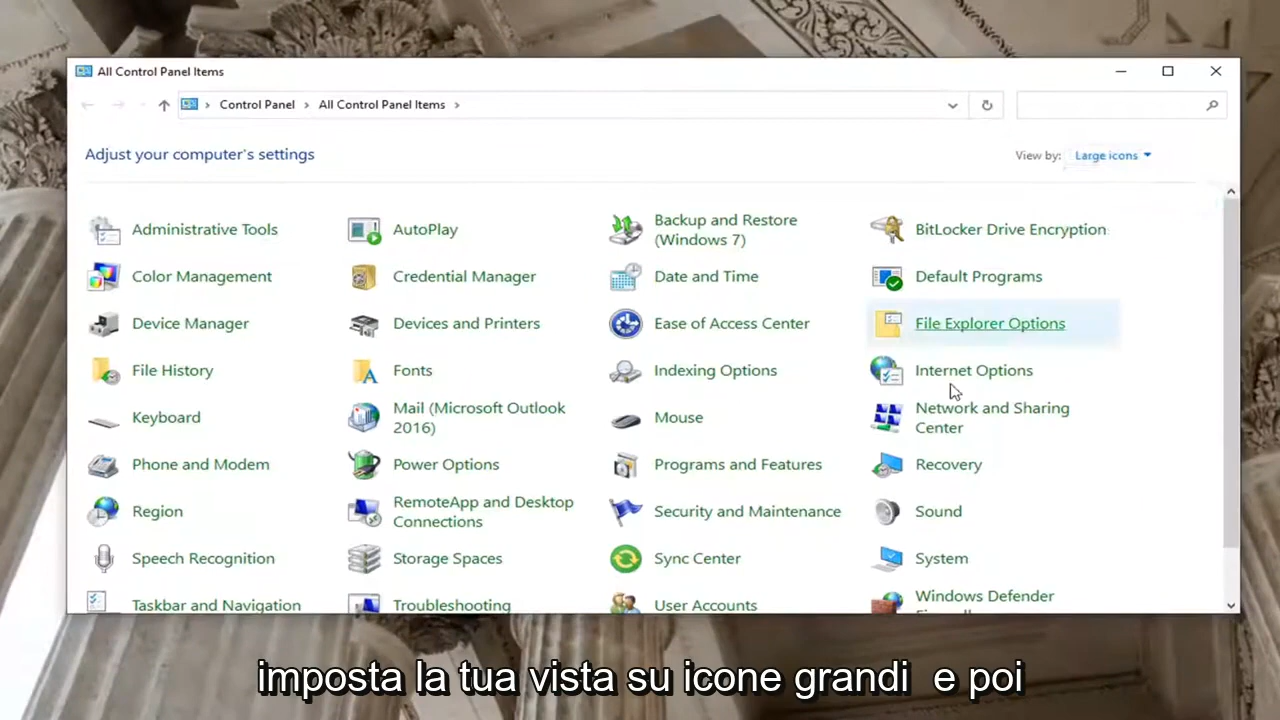 All Control Panel Items
Control Panel > All Control Panel Items >
Adjust your computer's settings
View by: Large icons
Administrative Tools
AutoPlay
Backup and Restore
(Windows 7)
BitLocker Drive Encryption
Color Management
Credential Manager
Date and Time
Default Programs
Device Manager
Devices and Printers
Ease of Access Center
File Explorer Options
File History
Fonts
Indexing Options
Internet Options
Keyboard
Mail (Microsoft Outlook
2016)
Mouse
Network and Sharing
Center
Phone and Modem
Power Options
Programs and Features
Recovery
Region
RemoteApp and Desktop
Connections
Security and Maintenance
Sound
Speech Recognition
Storage Spaces
Sync Center
System
Taskbar and Navigation
Troubleshooting
User Accounts
Windows Defender
imposta la tua vista su icone grandi e poi